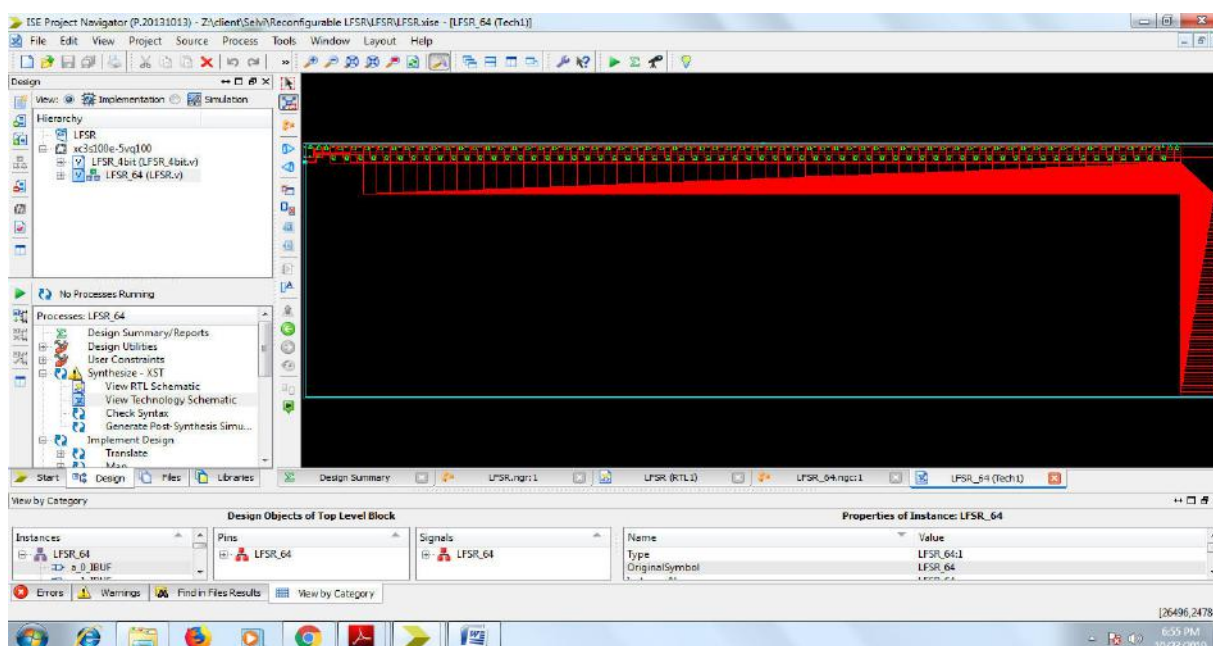 ISE Project Navigator (P.20131013) - Z:\client\Selvi\Reconfigurable LFSR\LFSR\LFSR.xise - [LFSR_64 (Tech1)]
File Edit View Project Source Process Tools Window Layout Help
Design
View: Implementation Simulation
Hierarchy
LFSR
xc3s100e-5vq100
LFSR_4bit (LFSR_4bit.v)
LFSR_64 (LFSR.v)
No Processes Running
Processes: LFSR_64
Design Summary/Reports
Design Utilities
User Constraints
Synthesize - XST
View RTL Schematic
View Technology Schematic
Check Syntax
Generate Post-Synthesis Simu...
Implement Design
Translate
Map
Start Design Files Libraries Design Summary LFSR.ngr:1 LFSR (RTL1) LFSR_64.ngc:1 LFSR_64 (Tech1)
View by Category
Design Objects of Top Level Block Properties of Instance: LFSR_64
Instances Pins Signals Name Value
LFSR_64 LFSR_64 LFSR_64 Type LFSR_64:1
a_0_IBUF OriginalSymbol LFSR_64
Errors Warnings Find in Files Results View by Category
[26496,2478
6:55 PM